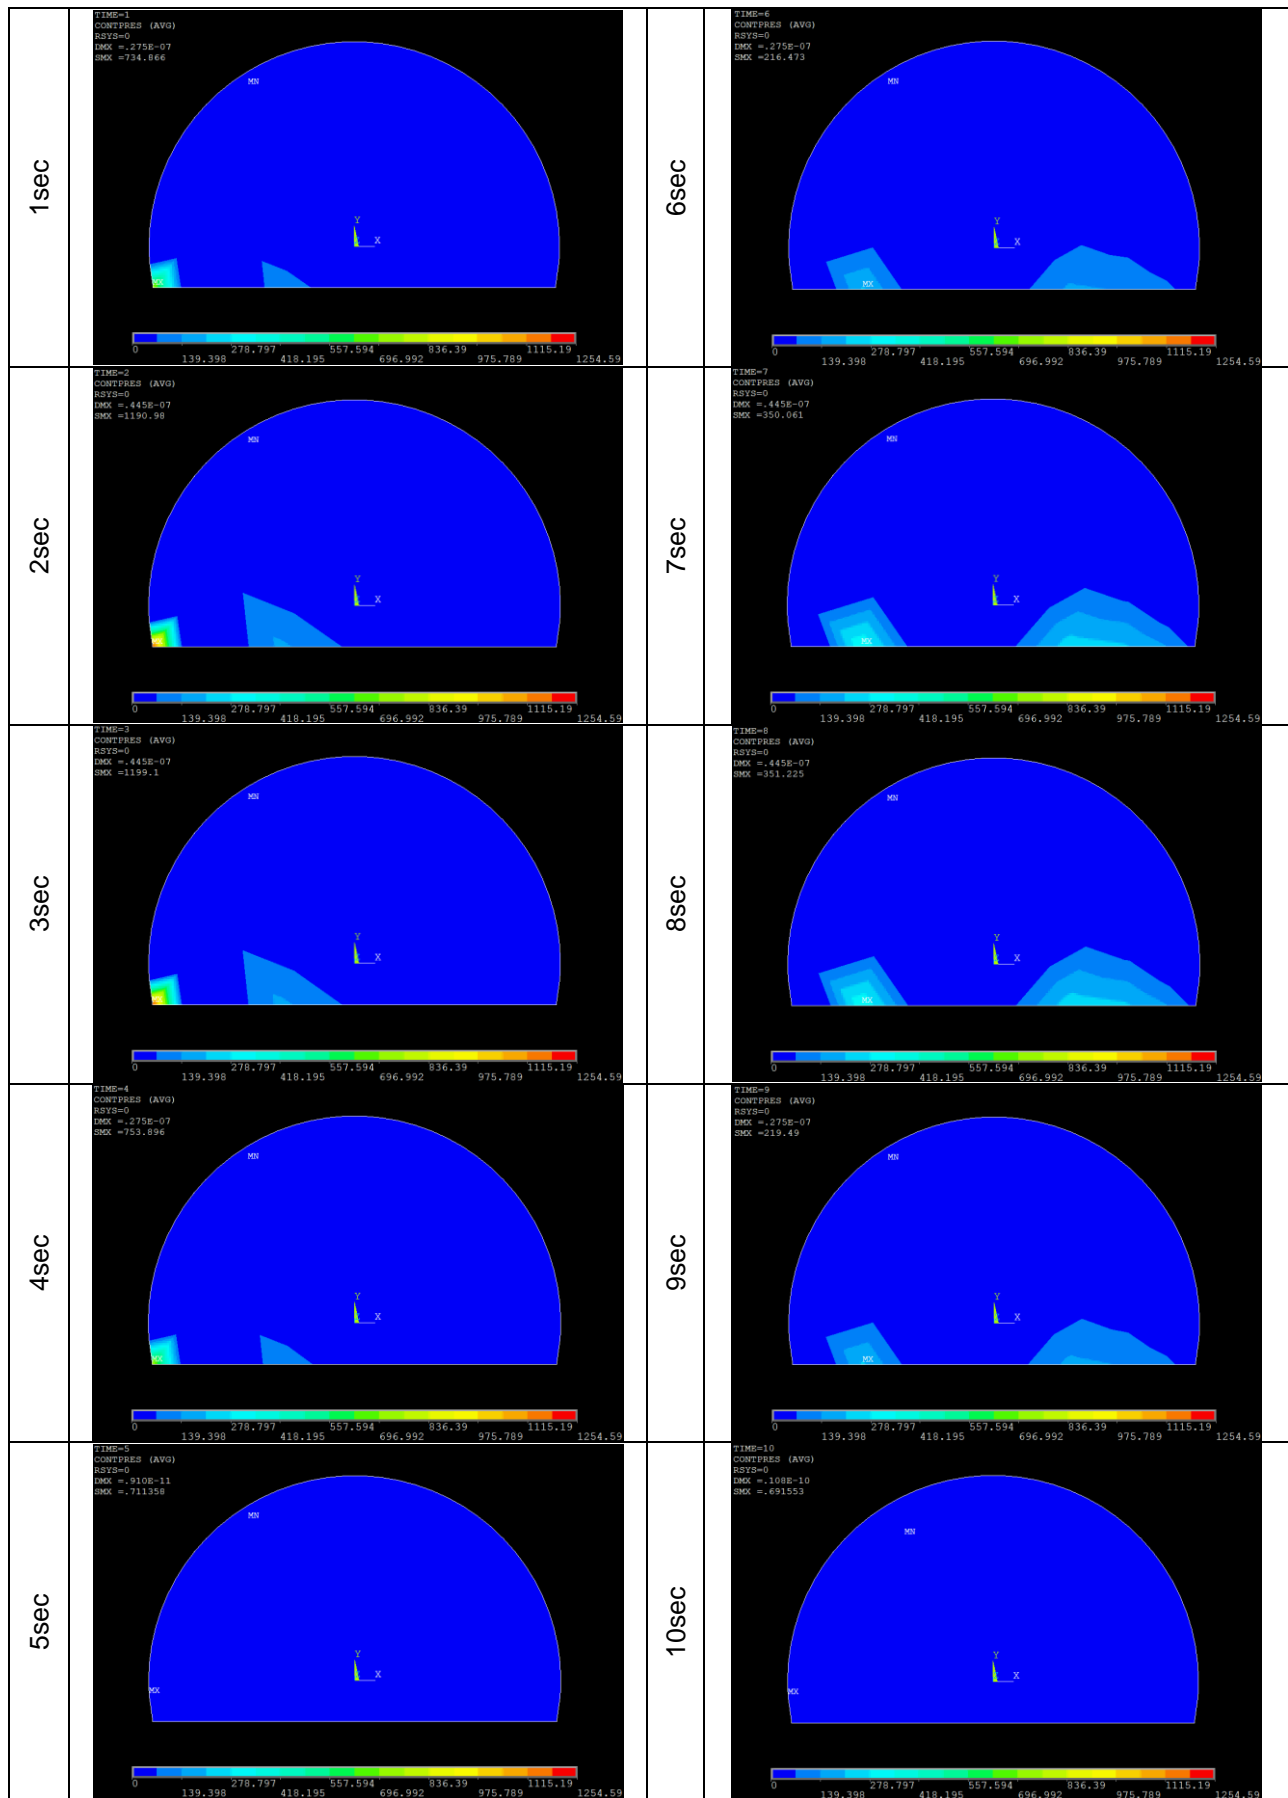 1sec
TIME=1
CONTPRES (AVG)
RSYS=0
DMX =.275E-07
SMX =734.866
MN
Y
X
MX
0 278.797 557.594 836.39 1115.19
139.398 418.195 696.992 975.789 1254.59
6sec
TIME=6
CONTPRES (AVG)
RSYS=0
DMX =.275E-07
SMX =216.473
MN
Y
X
MX
0 278.797 557.594 836.39 1115.19
139.398 418.195 696.992 975.789 1254.59
2sec
TIME=2
CONTPRES (AVG)
RSYS=0
DMX =.445E-07
SMX =1190.98
MN
Y
X
MX
0 278.797 557.594 836.39 1115.19
139.398 418.195 696.992 975.789 1254.59
7sec
TIME=7
CONTPRES (AVG)
RSYS=0
DMX =.445E-07
SMX =350.061
MN
Y
X
MX
0 278.797 557.594 836.39 1115.19
139.398 418.195 696.992 975.789 1254.59
3sec
TIME=3
CONTPRES (AVG)
RSYS=0
DMX =.445E-07
SMX =1199.1
MN
Y
X
MX
0 278.797 557.594 836.39 1115.19
139.398 418.195 696.992 975.789 1254.59
8sec
TIME=8
CONTPRES (AVG)
RSYS=0
DMX =.445E-07
SMX =351.225
MN
Y
X
MX
0 278.797 557.594 836.39 1115.19
139.398 418.195 696.992 975.789 1254.59
4sec
TIME=4
CONTPRES (AVG)
RSYS=0
DMX =.275E-07
SMX =753.896
MN
Y
X
MX
0 278.797 557.594 836.39 1115.19
139.398 418.195 696.992 975.789 1254.59
9sec
TIME=9
CONTPRES (AVG)
RSYS=0
DMX =.275E-07
SMX =219.49
MN
Y
X
MX
0 278.797 557.594 836.39 1115.19
139.398 418.195 696.992 975.789 1254.59
5sec
TIME=5
CONTPRES (AVG)
RSYS=0
DMX =.910E-11
SMX =.711358
MN
Y
X
MX
0 278.797 557.594 836.39 1115.19
139.398 418.195 696.992 975.789 1254.59
10sec
TIME=10
CONTPRES (AVG)
RSYS=0
DMX =.108E-10
SMX =.691553
MN
Y
X
MX
0 278.797 557.594 836.39 1115.19
139.398 418.195 696.992 975.789 1254.59